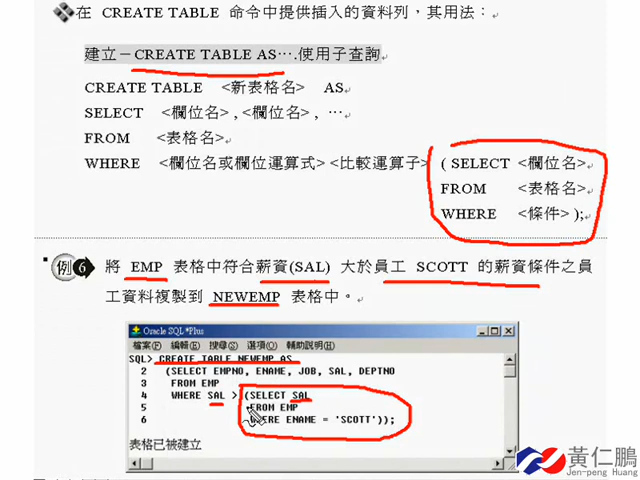 在 CREATE TABLE 命令中提供插入的資料列，其用法：
建立－CREATE TABLE AS….使用子查詢
CREATE TABLE <新表格名> AS
SELECT <欄位名>,<欄位名>, …
FROM <表格名>
WHERE <欄位名或欄位運算式> <比較運算子> ( SELECT <欄位名>
FROM <表格名>
WHERE <條件> );
例 6 將 EMP 表格中符合薪資(SAL) 大於員工 SCOTT 的薪資條件之員
工資料複製到 NEWEMP 表格中。
Oracle SQL*Plus
檔案(F) 編輯(E) 搜尋(S) 選項(O) 輔助說明(H)
SQL> CREATE TABLE NEWEMP AS
2 (SELECT EMPNO, ENAME, JOB, SAL, DEPTNO
3 FROM EMP
4 WHERE SAL > (SELECT SAL
5 FROM EMP
6 WHERE ENAME = 'SCOTT'));
表格已被建立
黃仁鵬
Jen-peng Huang